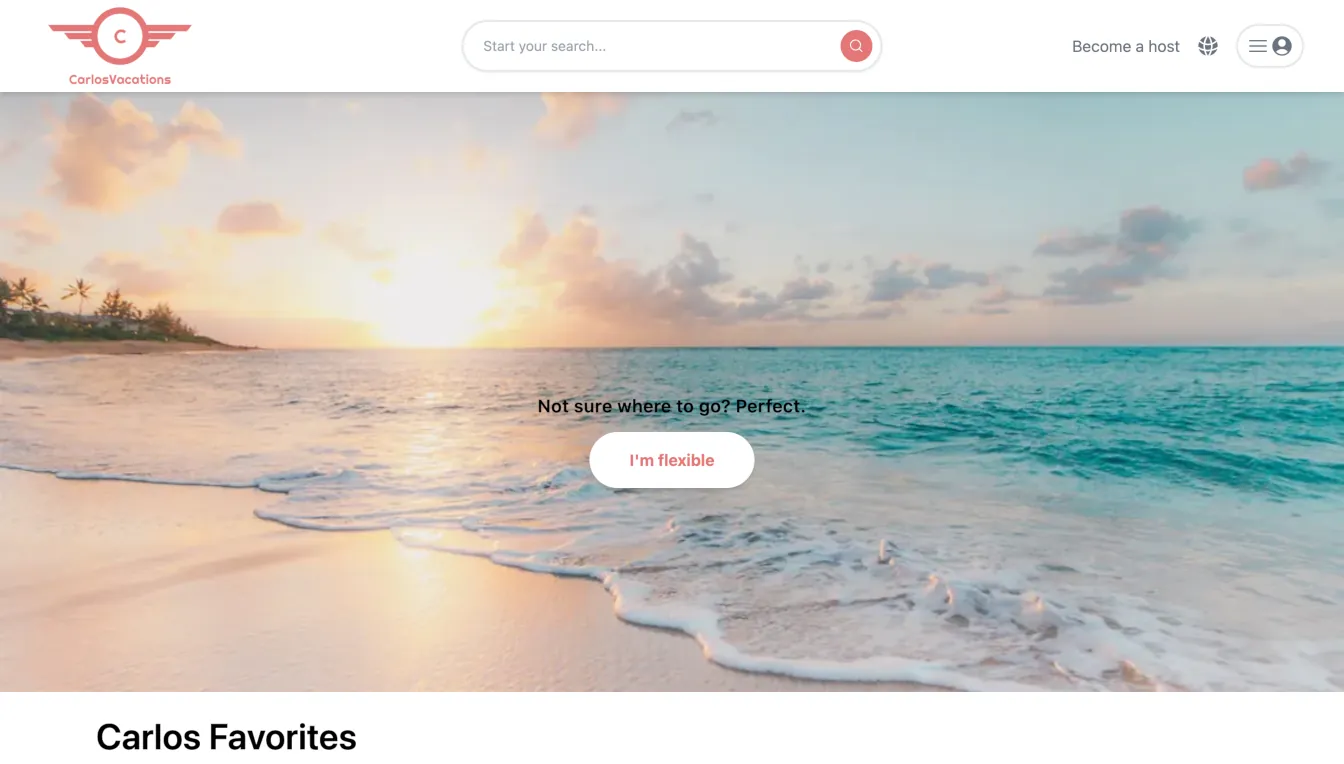 C
CarlosVacations
Start your search...
Become a host
Not sure where to go? Perfect.
I'm flexible
Carlos Favorites